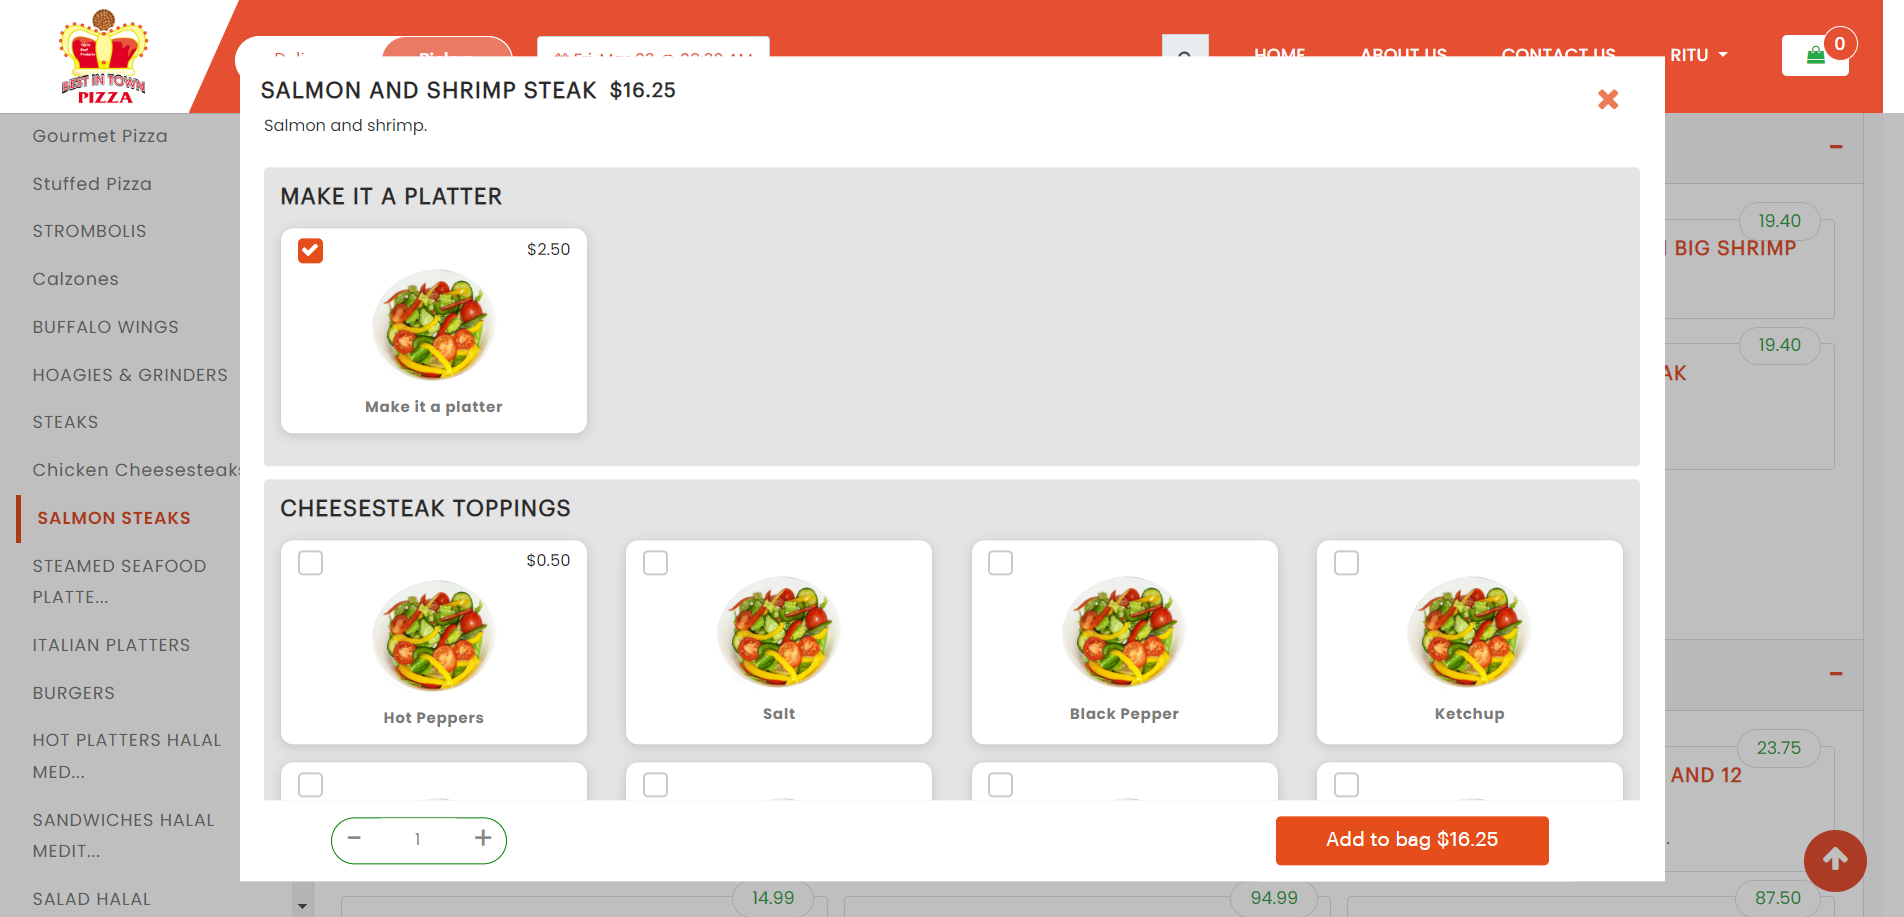 BEST IN TOWN
PIZZA
HOME
ABOUT US
CONTACT US
RITU
0
SALMON AND SHRIMP STEAK $16.25
Salmon and shrimp.
Gourmet Pizza
Stuffed Pizza
STROMBOLIS
Calzones
BUFFALO WINGS
HOAGIES & GRINDERS
STEAKS
Chicken Cheesesteaks
SALMON STEAKS
STEAMED SEAFOOD
PLATTE...
ITALIAN PLATTERS
BURGERS
HOT PLATTERS HALAL
MED...
SANDWICHES HALAL
MEDIT...
SALAD HALAL
MAKE IT A PLATTER
$2.50
Make it a platter
CHEESESTEAK TOPPINGS
$0.50
Hot Peppers
Salt
Black Pepper
Ketchup
1
Add to bag $16.25
19.40
BIG SHRIMP
19.40
AK
23.75
AND 12
14.99
94.99
87.50